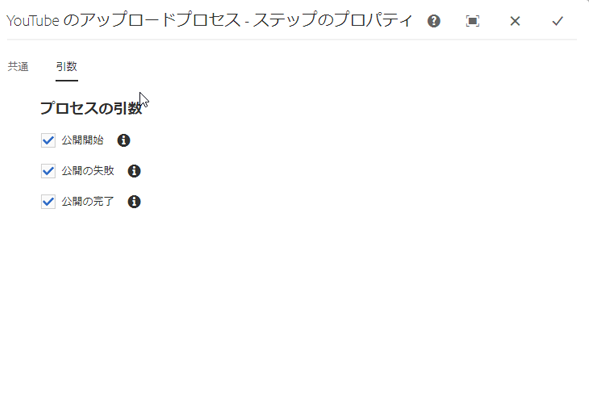 YouTube のアップロードプロセス - ステップのプロパティ
共通 引数
プロセスの引数
公開開始
公開の失敗
公開の完了